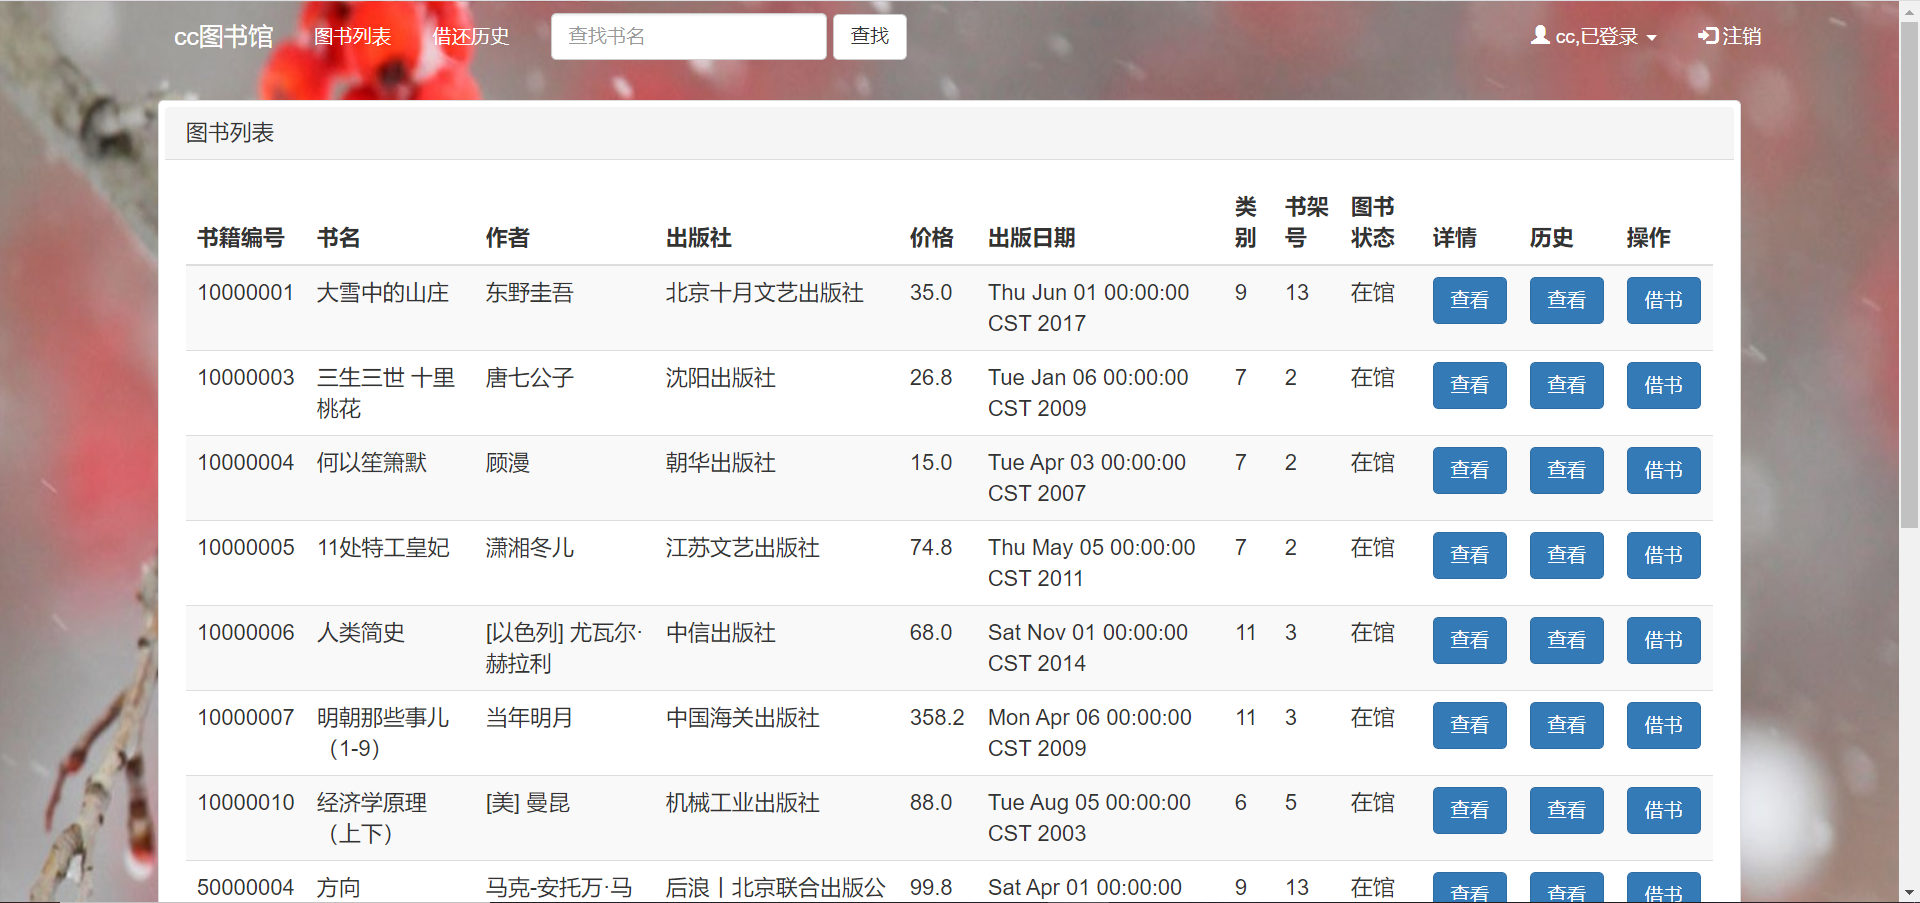 cc图书馆 图书列表 借还历史 查找书名 查找 cc,已登录 注销
图书列表
书籍编号 书名 作者 出版社 价格 出版日期 类别 书架号 图书状态 详情 历史 操作
10000001 大雪中的山庄 东野圭吾 北京十月文艺出版社 35.0 Thu Jun 01 00:00:00 9 13 在馆 查看 查看 借书
CST 2017
10000003 三生三世 十里 唐七公子 沈阳出版社 26.8 Tue Jan 06 00:00:00 7 2 在馆 查看 查看 借书
桃花 CST 2009
10000004 何以笙箫默 顾漫 朝华出版社 15.0 Tue Apr 03 00:00:00 7 2 在馆 查看 查看 借书
CST 2007
10000005 11处特工皇妃 潇湘冬儿 江苏文艺出版社 74.8 Thu May 05 00:00:00 7 2 在馆 查看 查看 借书
CST 2011
10000006 人类简史 [以色列] 尤瓦尔· 中信出版社 68.0 Sat Nov 01 00:00:00 11 3 在馆 查看 查看 借书
赫拉利 CST 2014
10000007 明朝那些事儿 当年明月 中国海关出版社 358.2 Mon Apr 06 00:00:00 11 3 在馆 查看 查看 借书
（1-9） CST 2009
10000010 经济学原理 [美] 曼昆 机械工业出版社 88.0 Tue Aug 05 00:00:00 6 5 在馆 查看 查看 借书
（上下） CST 2003
50000004 方向 马克-安托万·马 后浪丨北京联合出版公 99.8 Sat Apr 01 00:00:00 9 13 在馆 查看 查看 借书